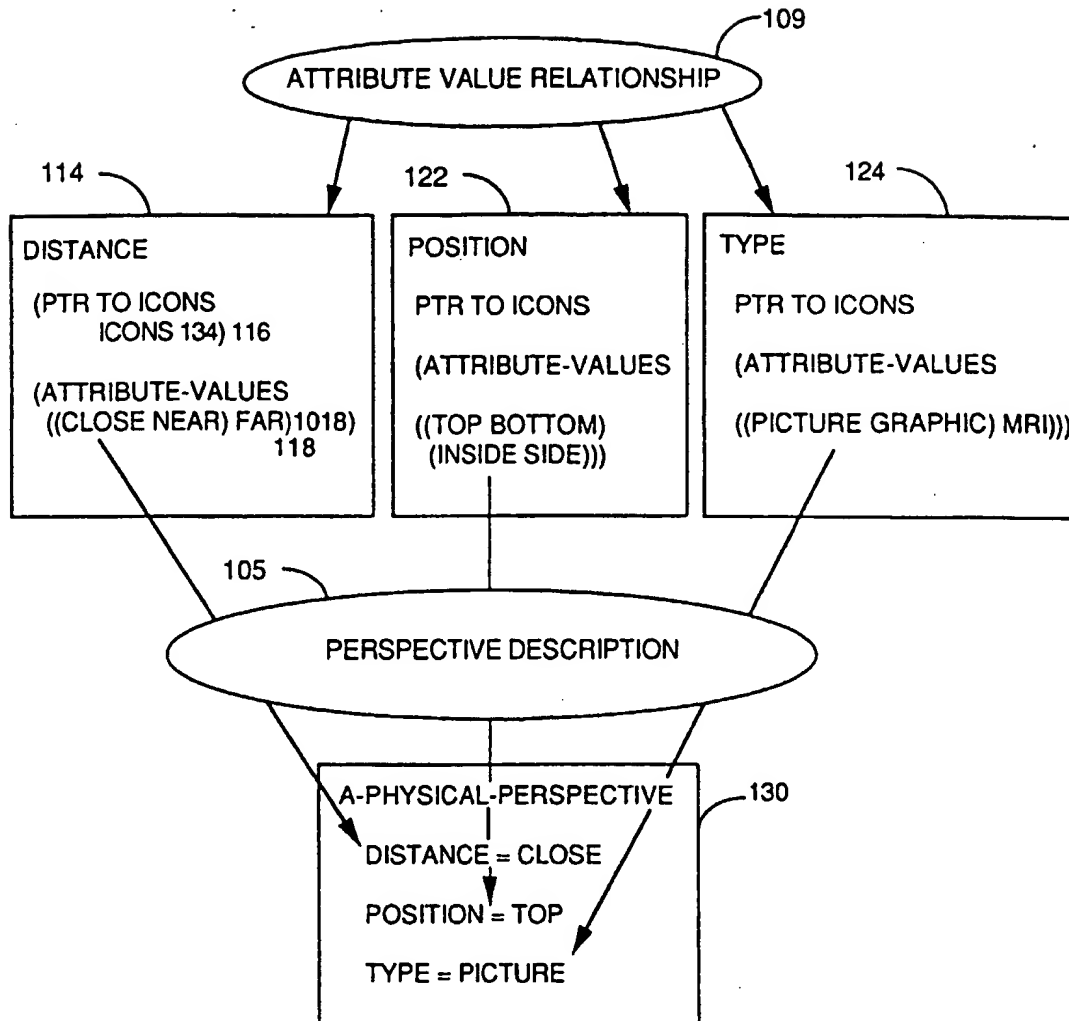 109
ATTRIBUTE VALUE RELATIONSHIP
114
122
124
DISTANCE
(PTR TO ICONS
ICONS 134) 116
(ATTRIBUTE-VALUES
((CLOSE NEAR) FAR)1018)
118
POSITION
PTR TO ICONS
(ATTRIBUTE-VALUES
((TOP BOTTOM)
(INSIDE SIDE)))
TYPE
PTR TO ICONS
(ATTRIBUTE-VALUES
((PICTURE GRAPHIC) MRI)))
105
PERSPECTIVE DESCRIPTION
A-PHYSICAL-PERSPECTIVE
130
DISTANCE = CLOSE
POSITION = TOP
TYPE = PICTURE